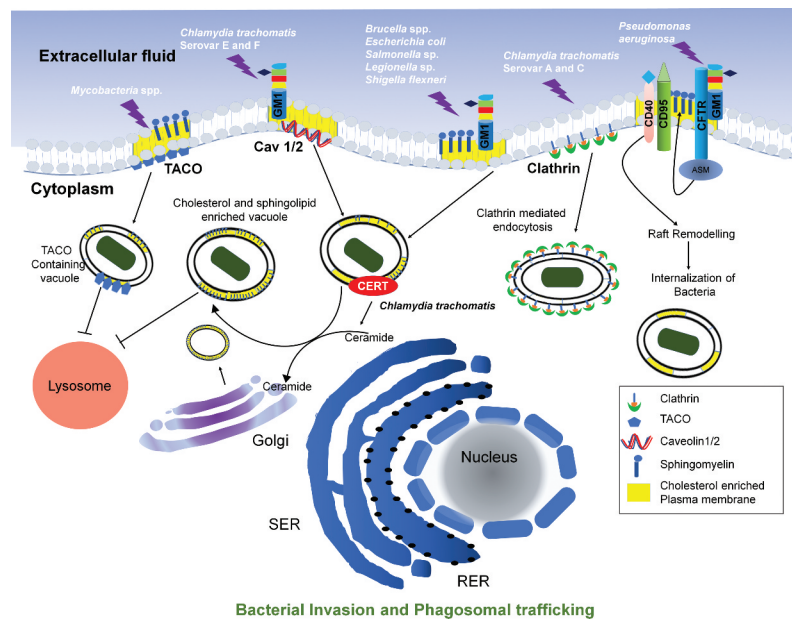 Extracellular fluid
Chlamydia trachomatis
Serovar E and F
Brucella spp.
Escherichia coli
Salmonella sp.
Legionella sp.
Shigella flexneri
Chlamydia trachomatis
Serovar A and C
Pseudomonas
aeruginosa
Mycobacteria spp.
GM1
GM1
CD40
CD95
CFTR
GM1
ASM
TACO
Cav 1/2
Clathrin
Cytoplasm
Cholesterol and sphingolipid
enriched vacuole
Clathrin mediated
endocytosis
Raft Remodelling
Internalization of
Bacteria
TACO
Containing
vacuole
CERT
Chlamydia trachomatis
Ceramide
Lysosome
Ceramide
Golgi
Nucleus
SER
RER
Clathrin
TACO
Caveolin1/2
Sphingomyelin
Cholesterol enriched
Plasma membrane
Bacterial Invasion and Phagosomal trafficking